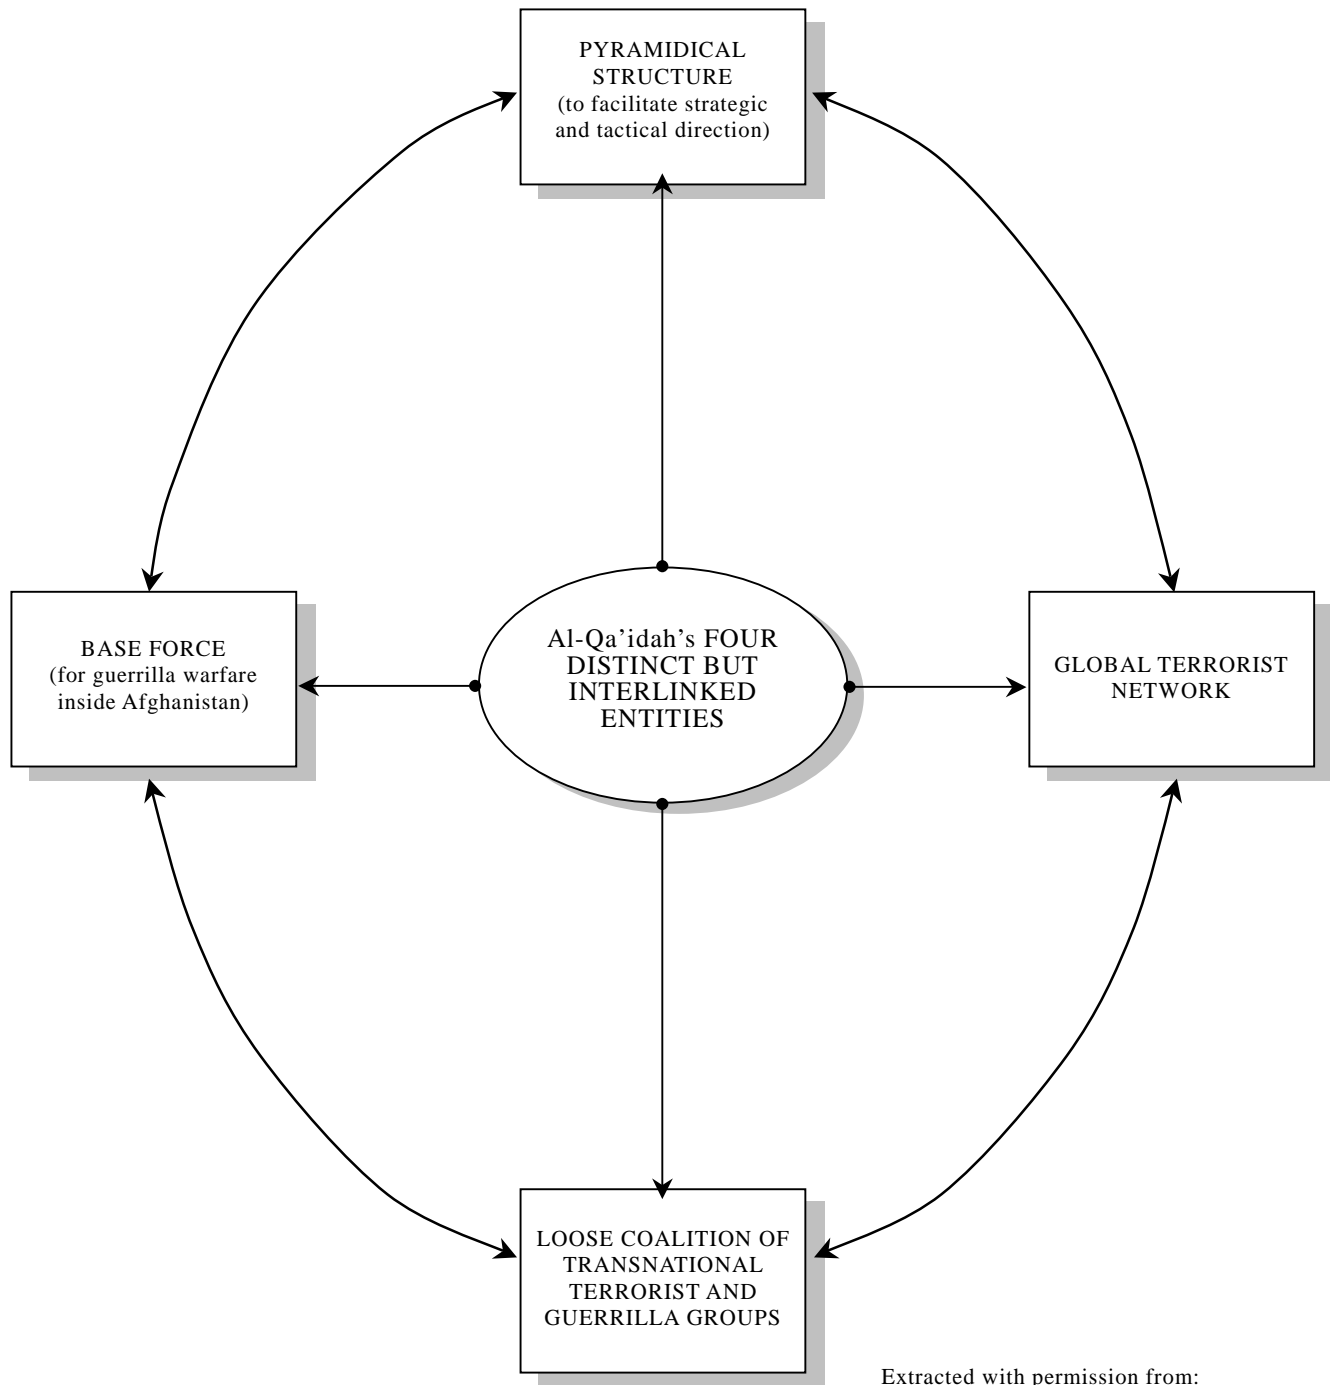 PYRAMIDICAL
STRUCTURE
(to facilitate strategic
and tactical direction)
BASE FORCE
(for guerrilla warfare
inside Afghanistan)
Al-Qa’idah’s FOUR
DISTINCT BUT
INTERLINKED
ENTITIES
GLOBAL TERRORIST
NETWORK
LOOSE COALITION OF
TRANSNATIONAL
TERRORIST AND
GUERRILLA GROUPS
Extracted with permission from: